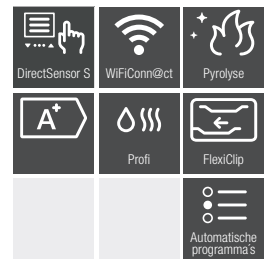 DirectSensor S
WiFiConn@ct
Pyrolyse
A+
Profi
FlexiClip
Automatische
programma's